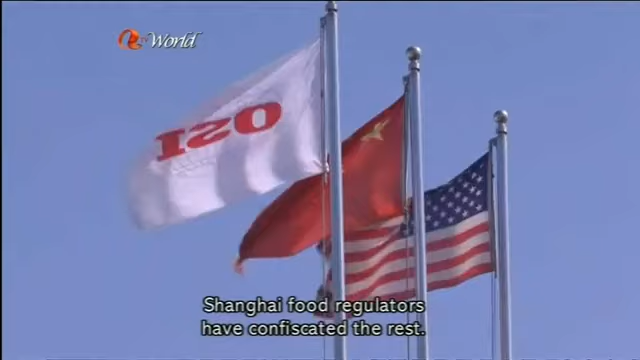 World
OSI
Shanghai food regulators
have confiscated the rest.